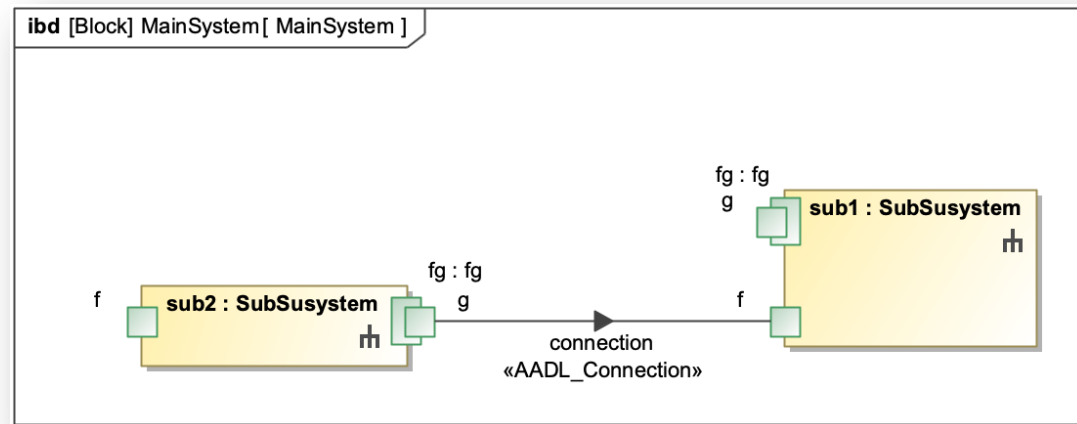 ibd [Block] MainSystem[ MainSystem ]
fg : fg
g
sub1 : SubSusystem
fg : fg
f
sub2 : SubSusystem
g
f
connection
«AADL_Connection»